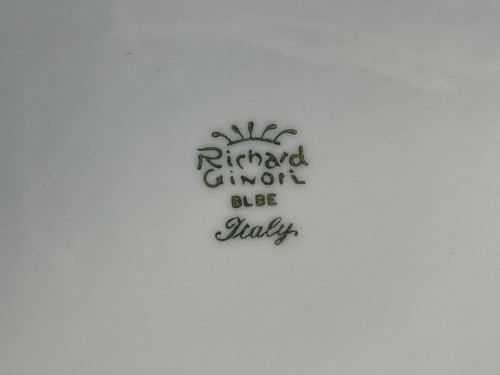 Richard
Ginori
BLBE
Italy